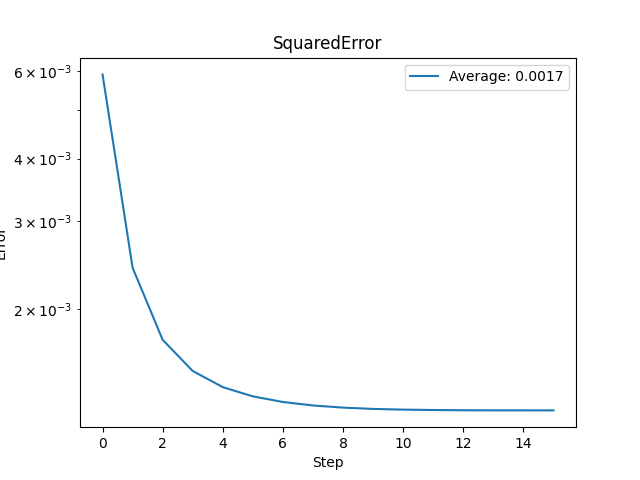 SquaredError
Average: 0.0017
6 × 10⁻³
4 × 10⁻³
3 × 10⁻³
2 × 10⁻³
Error
0 2 4 6 8 10 12 14
Step